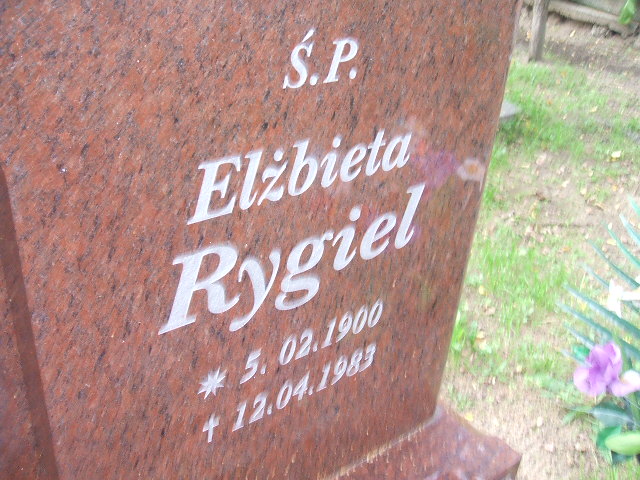 Ś.P.
Elżbieta
Rygiel
* 5. 02.1900
† 12.04.1983